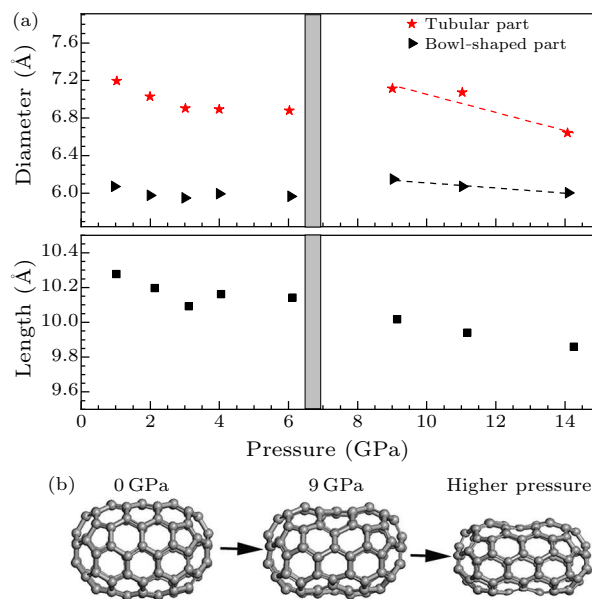 (a)
Tubular part
Bowl-shaped part
Diameter (Å)
7.6
7.2
6.8
6.4
6.0
Length (Å)
10.4
10.2
10.0
9.8
9.6
0 2 4 6 8 10 12 14
Pressure (GPa)
(b) 0 GPa 9 GPa Higher pressure